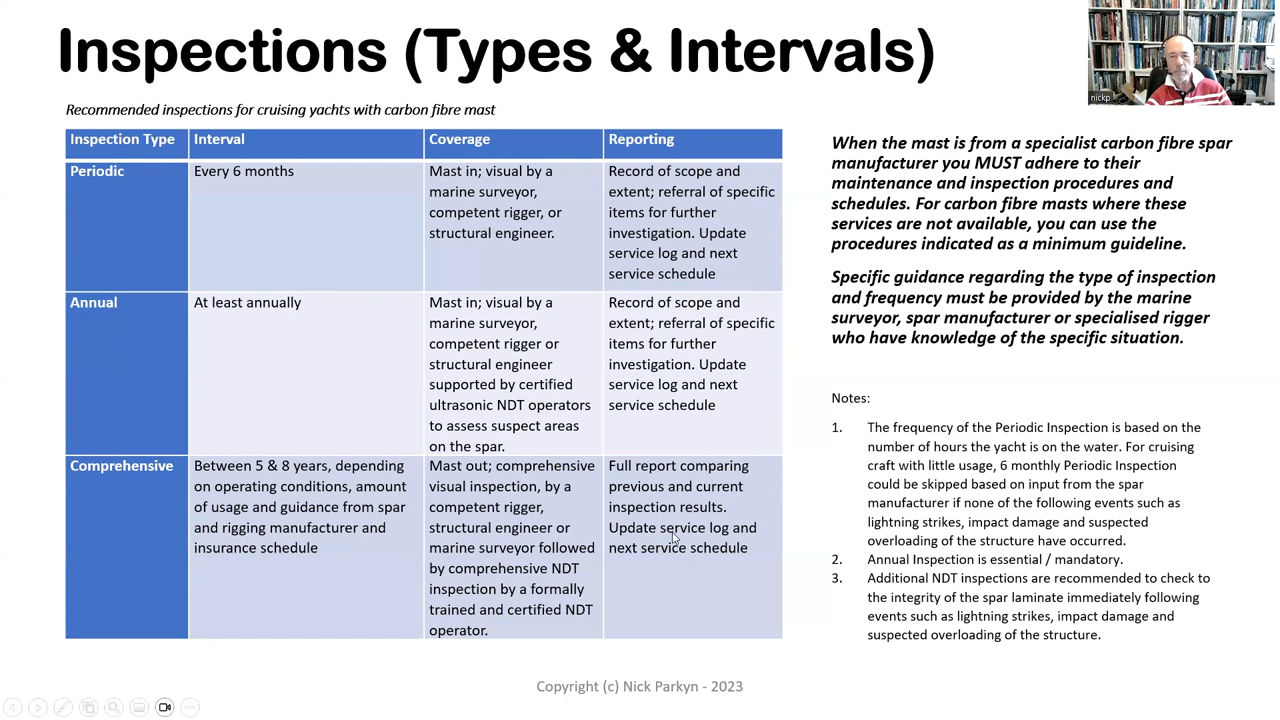 Inspections (Types & Intervals)
nickp
Recommended inspections for cruising yachts with carbon fibre mast
Inspection Type
Interval
Coverage
Reporting
Periodic
Every 6 months
Mast in; visual by a
marine surveyor,
competent rigger, or
structural engineer.
Record of scope and
extent; referral of specific
items for further
investigation. Update
service log and next
service schedule
Annual
At least annually
Mast in; visual by a
marine surveyor,
competent rigger or
structural engineer
supported by certified
ultrasonic NDT operators
to assess suspect areas
on the spar.
Record of scope and
extent; referral of specific
items for further
investigation. Update
service log and next
service schedule
Comprehensive
Between 5 & 8 years, depending
on operating conditions, amount
of usage and guidance from spar
and rigging manufacturer and
insurance schedule
Mast out; comprehensive
visual inspection, by a
competent rigger,
structural engineer or
marine surveyor followed
by comprehensive NDT
inspection by a formally
trained and certified NDT
operator.
Full report comparing
previous and current
inspection results.
Update service log and
next service schedule
When the mast is from a specialist carbon fibre spar
manufacturer you MUST adhere to their
maintenance and inspection procedures and
schedules. For carbon fibre masts where these
services are not available, you can use the
procedures indicated as a minimum guideline.
Specific guidance regarding the type of inspection
and frequency must be provided by the marine
surveyor, spar manufacturer or specialised rigger
who have knowledge of the specific situation.
Notes:
1. The frequency of the Periodic Inspection is based on the
number of hours the yacht is on the water. For cruising
craft with little usage, 6 monthly Periodic Inspection
could be skipped based on input from the spar
manufacturer if none of the following events such as
lightning strikes, impact damage and suspected
overloading of the structure have occurred.
2. Annual Inspection is essential / mandatory.
3. Additional NDT inspections are recommended to check to
the integrity of the spar laminate immediately following
events such as lightning strikes, impact damage and
suspected overloading of the structure.
Copyright (c) Nick Parkyn - 2023